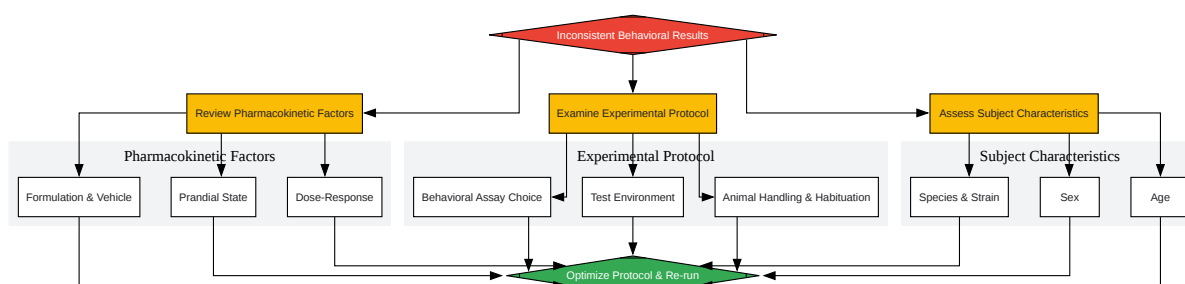 Inconsistent Behavioral Results
Review Pharmacokinetic Factors
Examine Experimental Protocol
Assess Subject Characteristics
Pharmacokinetic Factors
Experimental Protocol
Subject Characteristics
Formulation & Vehicle
Prandial State
Dose-Response
Behavioral Assay Choice
Test Environment
Animal Handling & Habituation
Species & Strain
Sex
Age
Optimize Protocol & Re-run